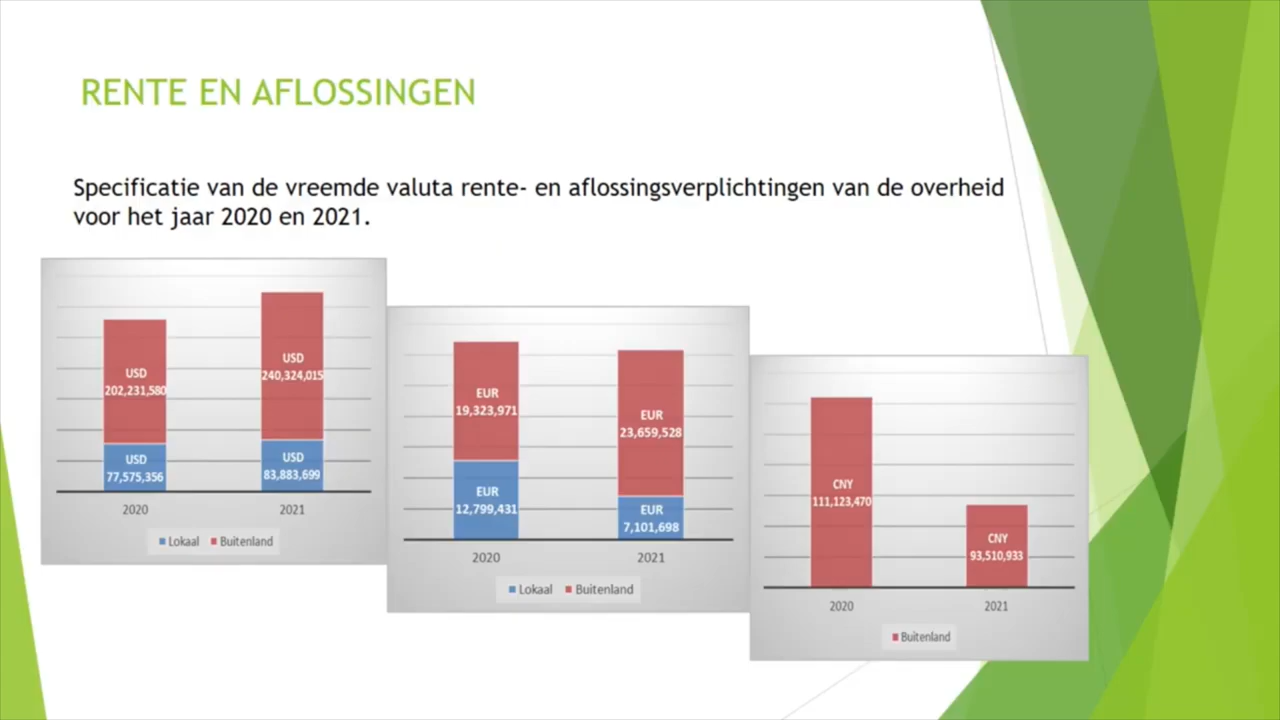 RENTE EN AFLOSSINGEN
Specificatie van de vreemde valuta rente- en aflossingsverplichtingen van de overheid
voor het jaar 2020 en 2021.
USD
202,231,580
USD
77,575,356
USD
240,324,015
USD
83,883,699
2020
2021
Lokaal
Buitenland
EUR
19,323,971
EUR
12,799,431
EUR
23,659,528
EUR
7,101,698
2020
2021
Lokaal
Buitenland
CNY
111,123,470
CNY
93,510,933
2020
2021
Buitenland